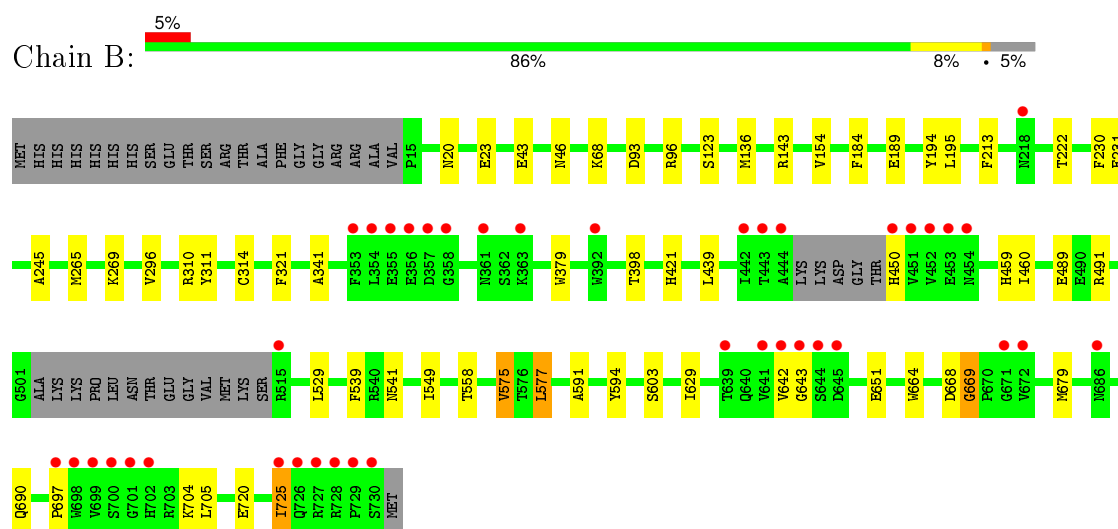 5%
Chain B:
86% 8% • 5%
MET HIS HIS HIS HIS HIS HIS SER GLU THR SER ARG THR ALA PHE GLY GLY ARG ARG ALA VAL P15 N20 E23 E43 N46 K68 D93 R96 S123 M136 R143 V154 F184 E189 Y194 L195 F213 N218 T222 F230
A245 M265 K269 V296 R310 Y311 C314 F321 A341 F353 L354 E355 E356 D357 G358 N361 S362 K363 W379 W392 T398 H421 L439 I442 T443 A444 LYS LYS ASP GLY THR H450 V451 V452 E453 N454 H459 I460 E489 E490 R491
G501 ALA LYS LYS PRO LEU ASN THR GLU GLY VAL MET LYS SER R515 L529 F539 R540 N541 I549 T558 V575 T576 L577 A591 Y594 S603 I629 T639 Q640 V641 V642 G643 S644 D645 E651 W664 D668 G669 P670 G671 V672 M679 N686
Q690 P697 W698 V699 S700 G701 H702 R703 K704 L705 E720 I725 Q726 R727 R728 P729 S730 MET